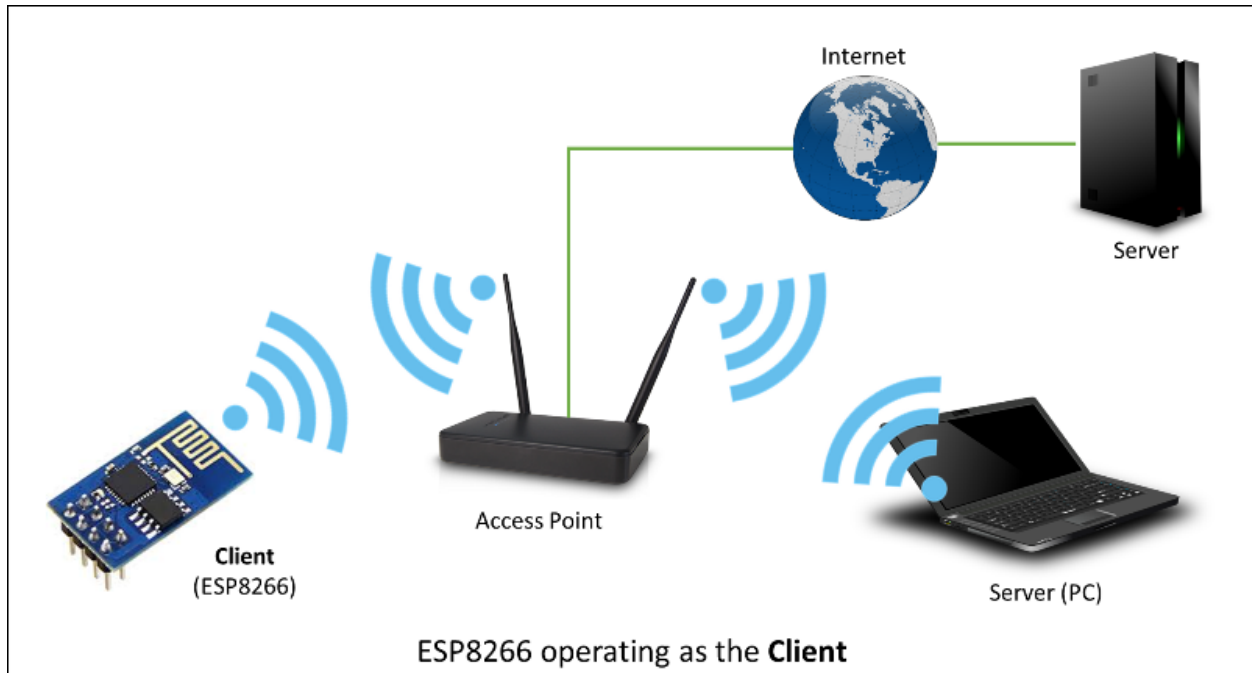 Internet
Server
Access Point
Client
(ESP8266)
Server (PC)
ESP8266 operating as the Client